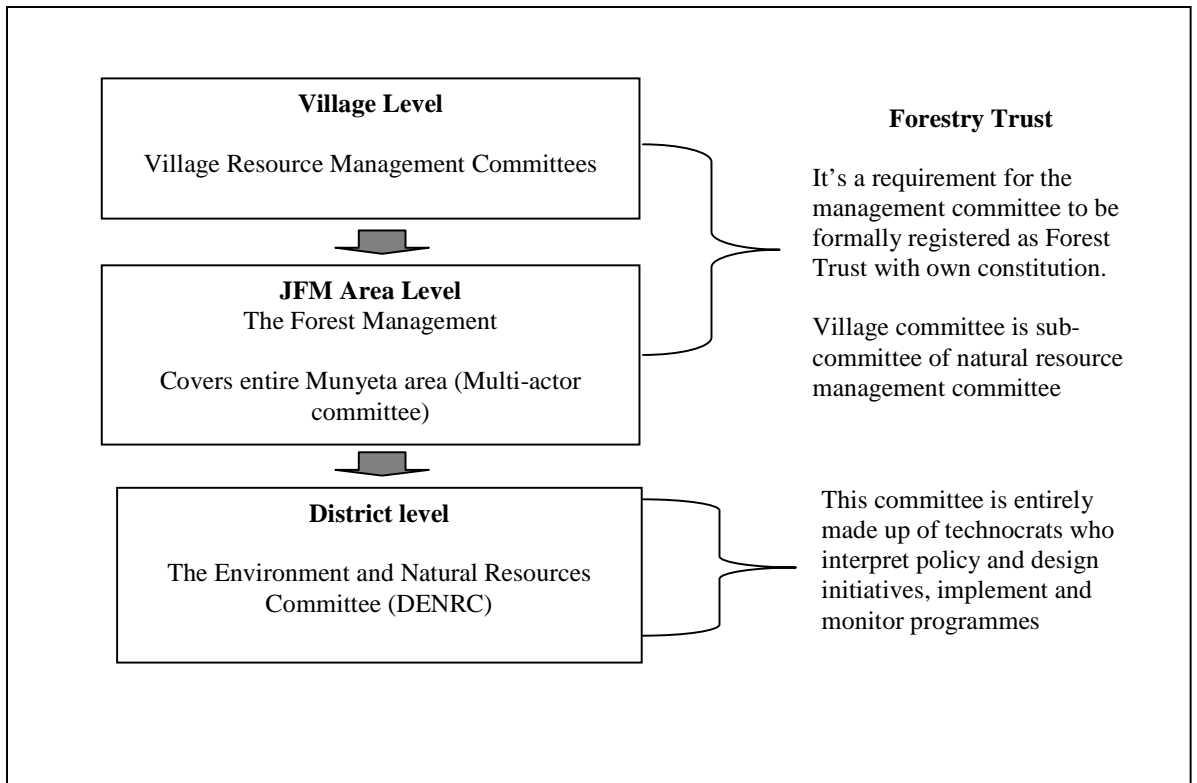 Village Level
Village Resource Management Committees
JFM Area Level
The Forest Management
Covers entire Munyeta area (Multi-actor
committee)
District level
The Environment and Natural Resources
Committee (DENRC)
Forestry Trust
It’s a requirement for the
management committee to be
formally registered as Forest
Trust with own constitution.
Village committee is sub-
committee of natural resource
management committee
This committee is entirely
made up of technocrats who
interpret policy and design
initiatives, implement and
monitor programmes